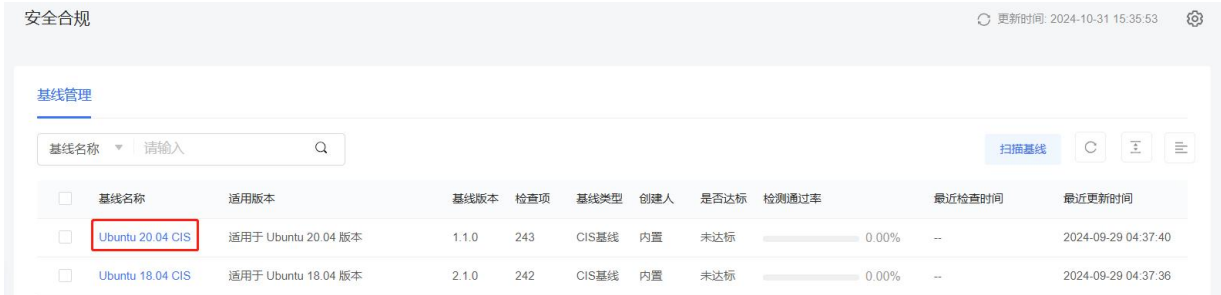 安全合规 更新时间: 2024-10-31 15:35:53
基线管理
基线名称 请输入 扫描基线
基线名称 适用版本 基线版本 检查项 基线类型 创建人 是否达标 检测通过率 最近检查时间 最近更新时间
Ubuntu 20.04 CIS 适用于 Ubuntu 20.04 版本 1.1.0 243 CIS基线 内置 未达标 0.00% -- 2024-09-29 04:37:40
Ubuntu 18.04 CIS 适用于 Ubuntu 18.04 版本 2.1.0 242 CIS基线 内置 未达标 0.00% -- 2024-09-29 04:37:36